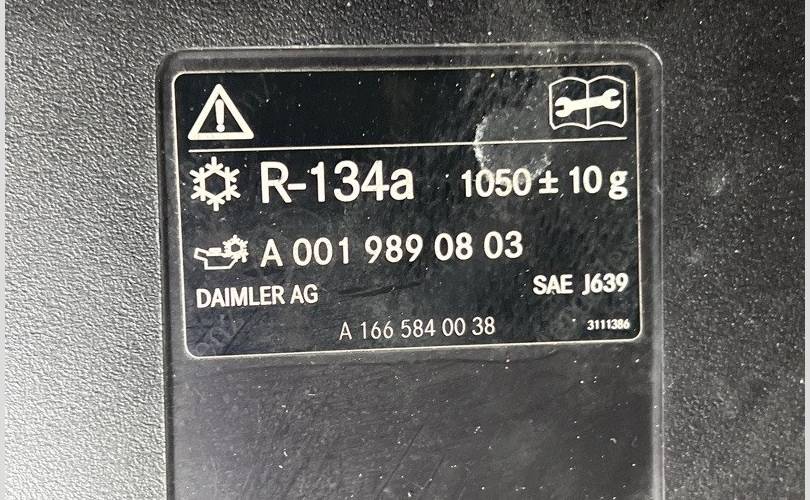 R-134a 1050 ± 10 g
A 001 989 08 03
DAIMLER AG SAE J639
A 166 584 00 38 3111386